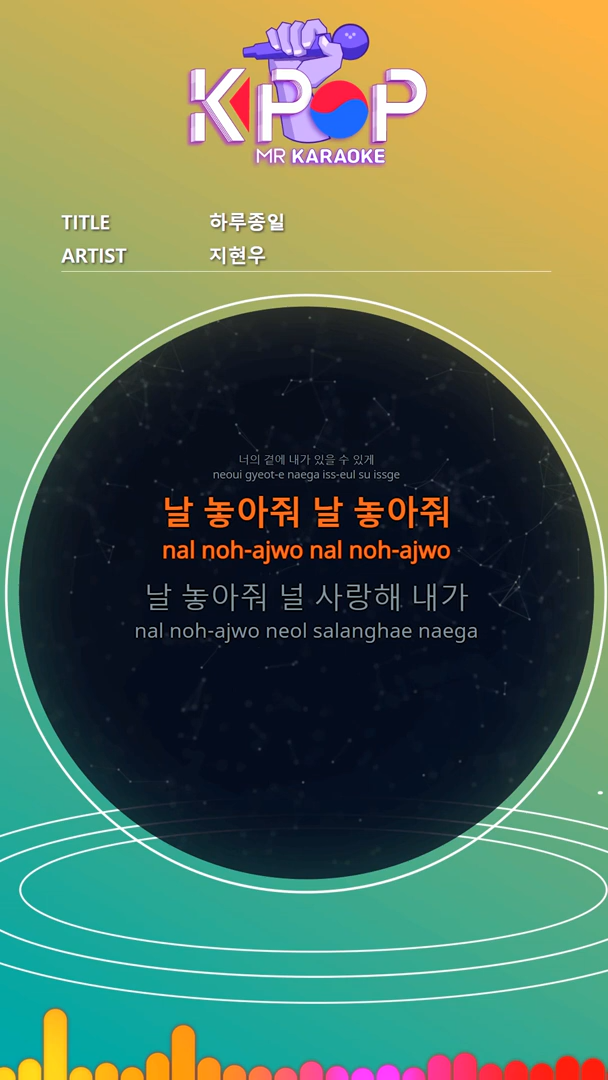 KPOP
MR KARAOKE
TITLE 하루종일
ARTIST 지현우
너의 곁에 내가 있을 수 있게
neoui gyeot-e naega iss-eul su issge
날 놓아줘 날 놓아줘
nal noh-ajwo nal noh-ajwo
날 놓아줘 널 사랑해 내가
nal noh-ajwo neol salanghae naega